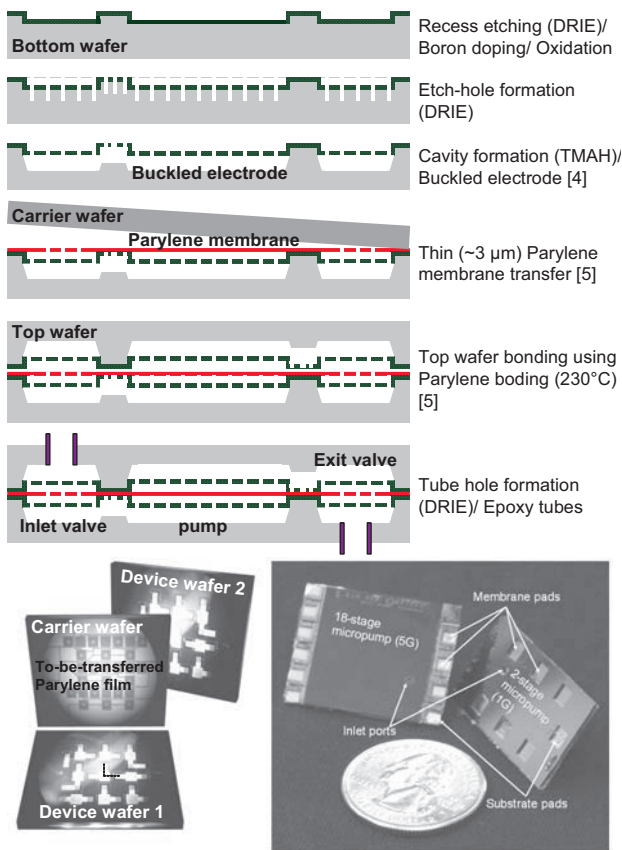 Bottom wafer
Recess etching (DRIE)/
Boron doping/ Oxidation
Etch-hole formation
(DRIE)
Buckled electrode
Cavity formation (TMAH)/
Buckled electrode [4]
Carrier wafer
Parylene membrane
Thin (~3 µm) Parylene
membrane transfer [5]
Top wafer
Top wafer bonding using
Parylene boding (230°C)
[5]
Exit valve
Inlet valve
pump
Tube hole formation
(DRIE)/ Epoxy tubes
Device wafer 2
Carrier wafer
To-be-transferred
Parylene film
Device wafer 1
Membrane pads
18-stage
micropump (5G)
2-stage
micropump
(1G)
Inlet ports
Substrate pads